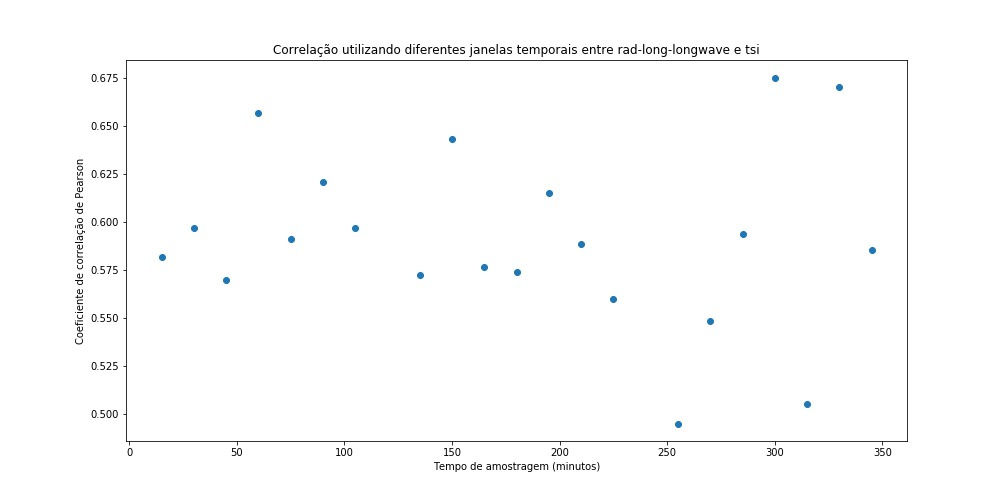 Correlação utilizando diferentes janelas temporais entre rad-long-longwave e tsi
Coeficiente de correlação de Pearson
0.675
0.650
0.625
0.600
0.575
0.550
0.525
0.500
0 50 100 150 200 250 300 350
Tempo de amostragem (minutos)